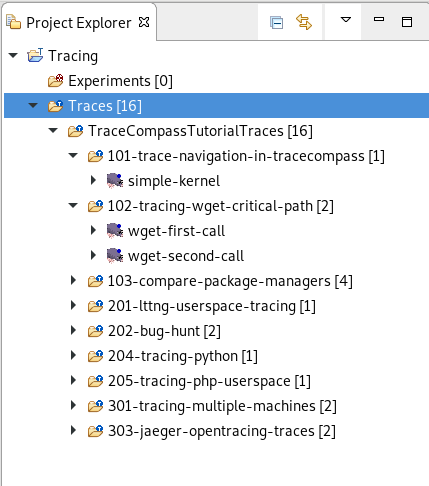 Project Explorer
Tracing
Experiments [0]
Traces [16]
TraceCompassTutorialTraces [16]
101-trace-navigation-in-tracecompass [1]
simple-kernel
102-tracing-wget-critical-path [2]
wget-first-call
wget-second-call
103-compare-package-managers [4]
201-lttng-userspace-tracing [1]
202-bug-hunt [2]
204-tracing-python [1]
205-tracing-php-userspace [1]
301-tracing-multiple-machines [2]
303-jaeger-opentracing-traces [2]